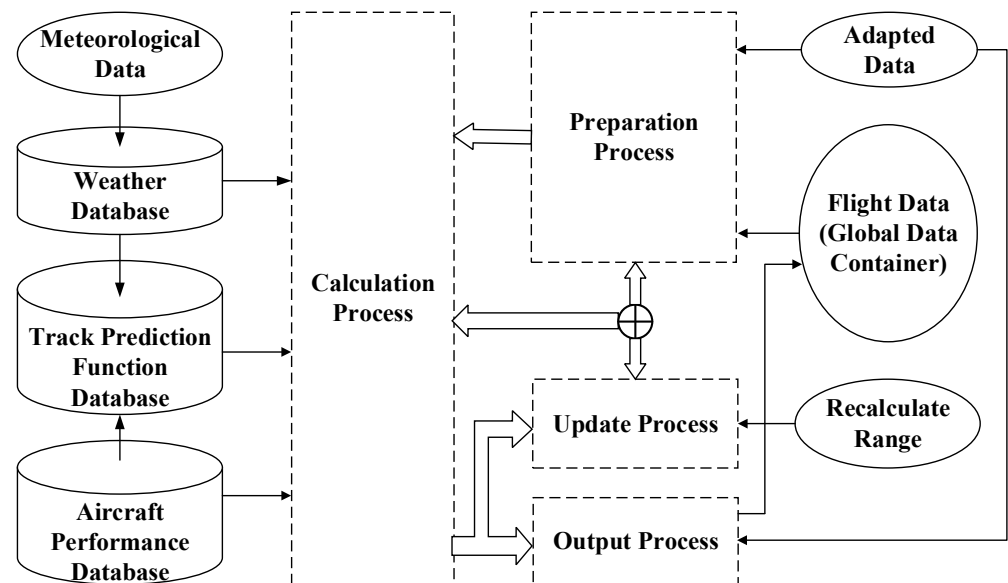 Meteorological
Data
Weather
Database
Track Prediction
Function
Database
Aircraft
Performance
Database
Calculation
Process
Preparation
Process
Update Process
Output Process
Adapted
Data
Flight Data
(Global Data
Container)
Recalculate
Range